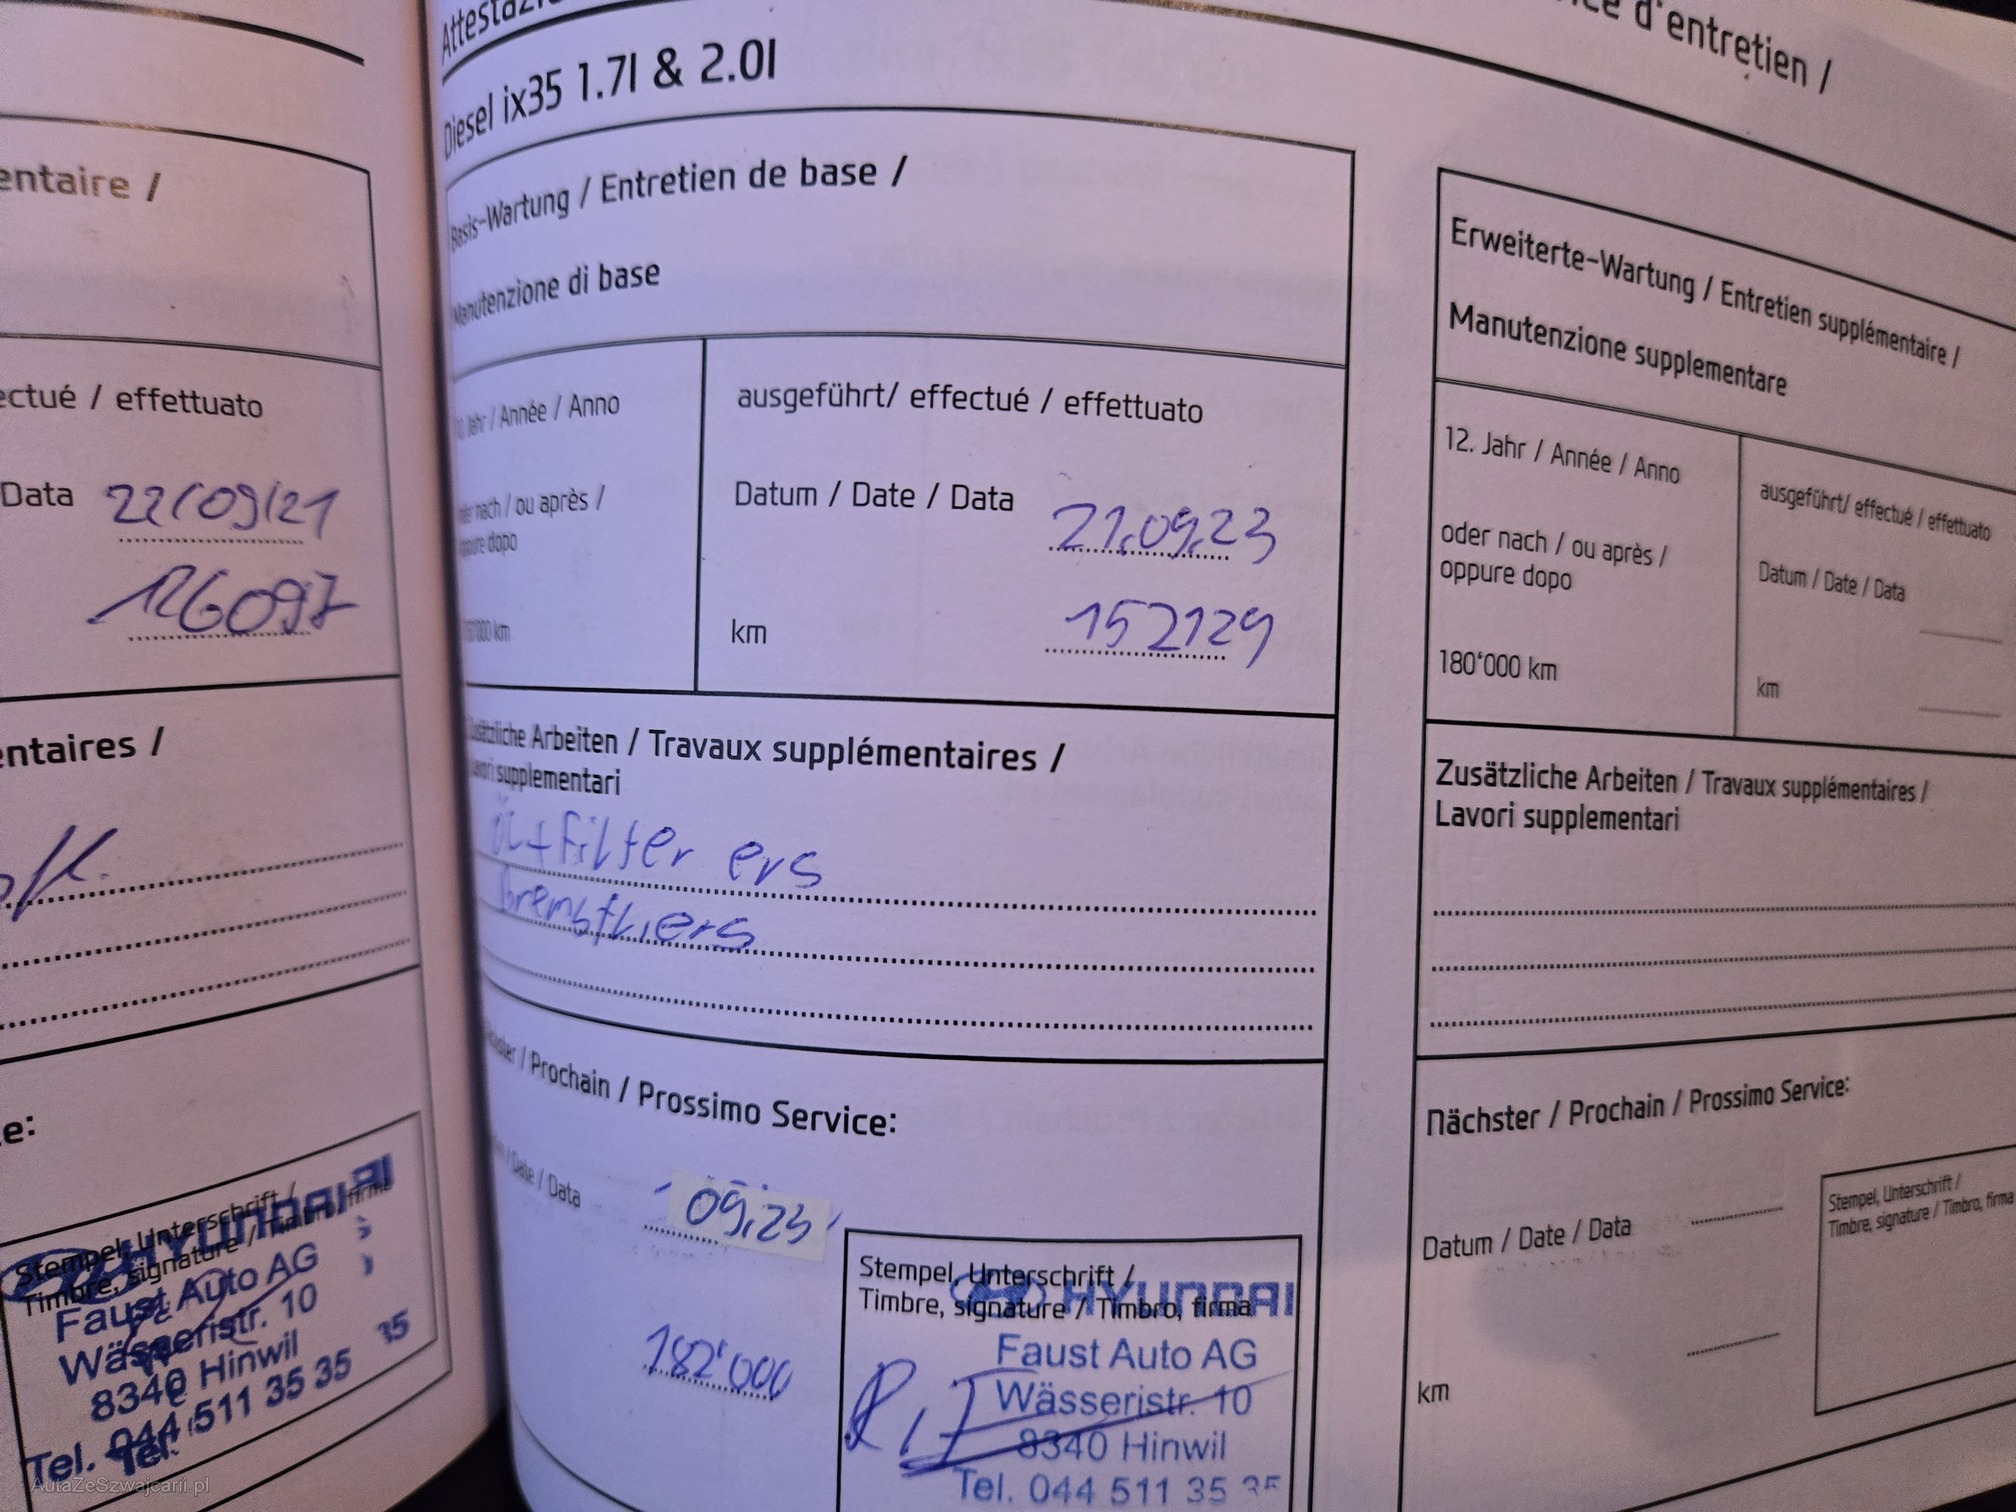 entaire /
ectué / effettuato
Data 22/09/21
126097
entaires /
e:
Stempel, Unterschrift /
Timbre, signature / Timbro, firma
HYUNDAI
Faust Auto AG
Wässeristr. 10
8340 Hinwil
Tel. 044 511 35 35
Tel.
35
ce d'entretien /
Diesel ix35 1.7l & 2.0l
Basis-Wartung / Entretien de base /
Manutenzione di base
Jahr / Année / Anno
oder nach / ou après /
oppure dopo
000 km
ausgeführt/ effectué / effettuato
Datum / Date / Data 21.09.23
km 152129
Zusätzliche Arbeiten / Travaux supplémentaires /
Lavori supplementari
filter ers
Bremsfl. ers
/ Prochain / Prossimo Service:
/ Date / Data 09.25
182'000
Stempel, Unterschrift /
Timbre, signature / Timbro, firma
HYUNDAI
Faust Auto AG
Wässeristr. 10
8340 Hinwil
Tel. 044 511 35 35
Erweiterte-Wartung / Entretien supplémentaire /
Manutenzione supplementare
12. Jahr / Année / Anno
oder nach / ou après /
oppure dopo
180'000 km
ausgeführt/ effectué / effettuato
Datum / Date / Data
km
Zusätzliche Arbeiten / Travaux supplémentaires /
Lavori supplementari
Nächster / Prochain / Prossimo Service:
Datum / Date / Data
km
Stempel, Unterschrift /
Timbre, signature / Timbro, firma
AutaZeSzwajcarii.pl